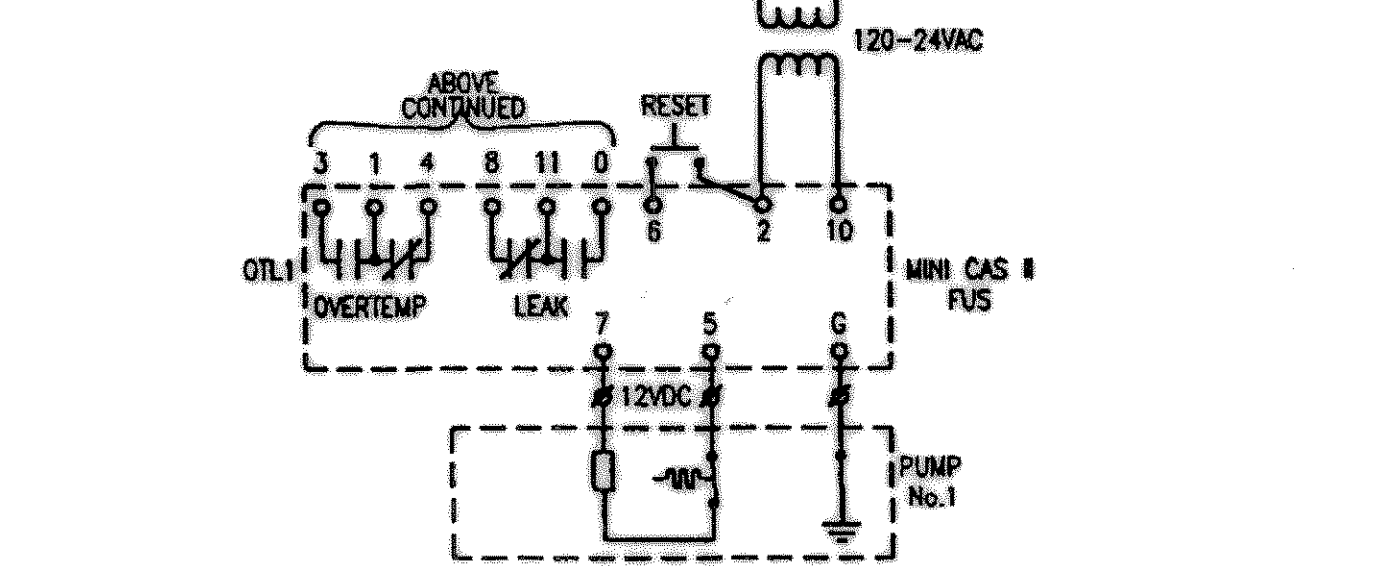 120-24VAC
ABOVE
CONTINUED
RESET
3 1 4 8 11 0
6 2 10
OTL1
MINI CAS II
FUS
OVERTEMP
LEAK
7 5 G
12VDC
PUMP
No.1